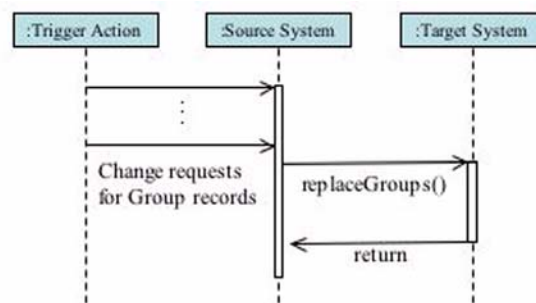 :Trigger Action
:Source System
:Target System
Change requests
for Group records
replaceGroups()
return